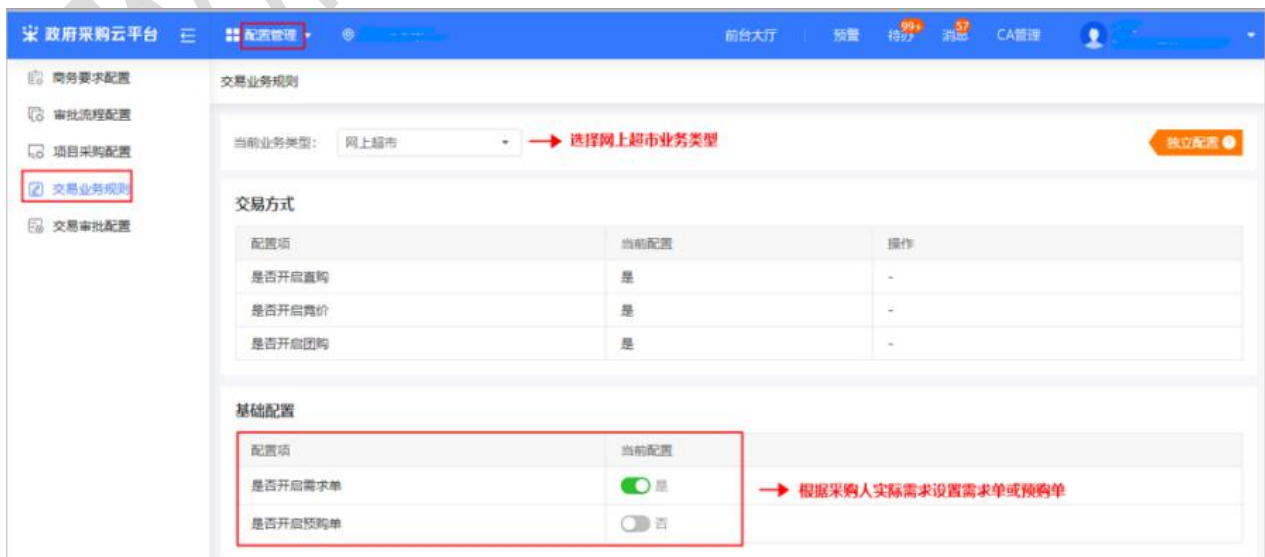 政府采购云平台 配置管理 前台大厅 预警 待办 99+ 消息 57 CA管理
商务要求配置
审批流程配置
项目采购配置
交易业务规则
交易审批配置
交易业务规则
当前业务类型： 网上超市 选择网上超市业务类型 独立配置
交易方式
配置项 当前配置 操作
是否开启直购 是 -
是否开启竞价 是 -
是否开启团购 是 -
基础配置
配置项 当前配置
是否开启需求单 是
根据采购人实际需求设置需求单或预购单
是否开启预购单 否